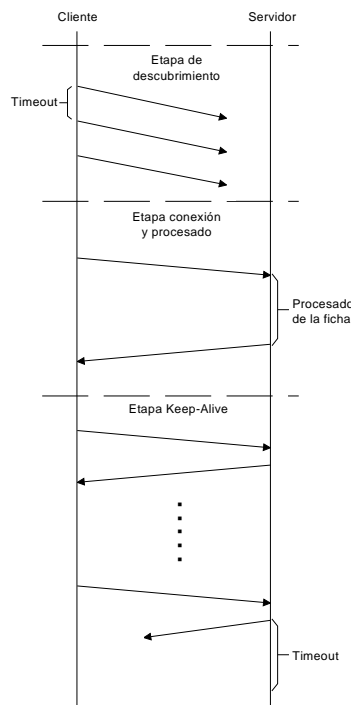 Cliente
Servidor
Etapa de
descubrimiento
Timeout
Etapa conexión
y procesado
Procesado
de la ficha
Etapa Keep-Alive
Timeout